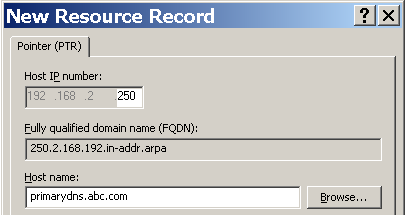 New Resource Record ? X
Pointer (PTR)
Host IP number:
192 .168 .2 250
Fully qualified domain name (FQDN):
250.2.168.192.in-addr.arpa
Host name:
primarydns.abc.com Browse...